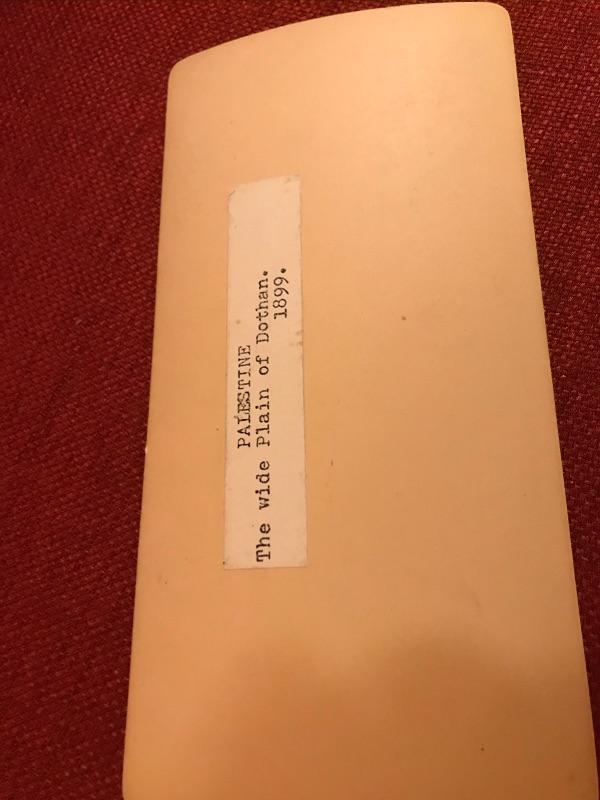 PALESTINE
The wide Plain of Dothan.
1899.